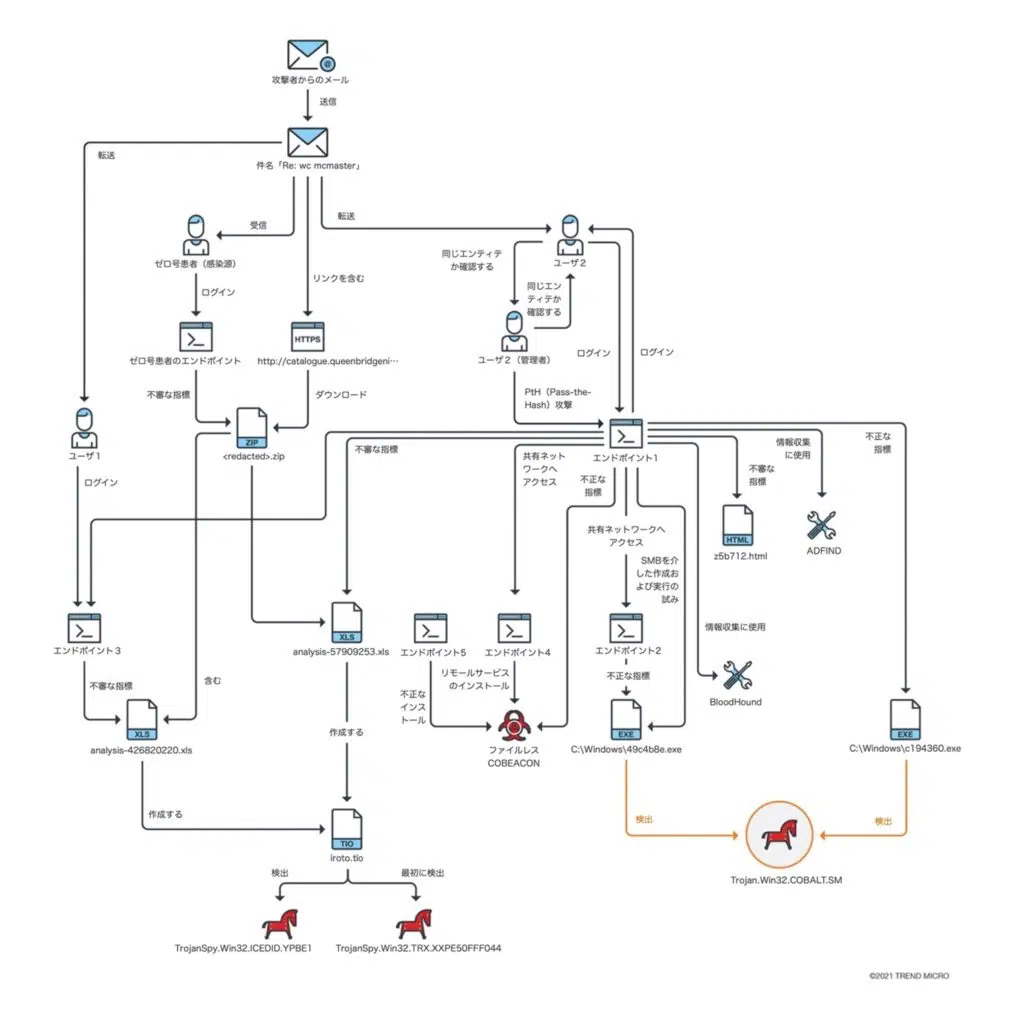 攻撃者からのメール
送信
件名「Re: wc mcmaster」
転送
受信
転送
ゼロ号患者（感染源）
リンクを含む
ログイン
HTTPS
ゼロ号患者のエンドポイント
http://catalogue.queenbridgeni…
不審な指標
ダウンロード
ZIP
<redacted>.zip
ユーザ2
同じエンティテ
か確認する
同じエン
ティテか
確認する
ユーザ2（管理者）
ログイン
ログイン
PtH（Pass-the-
Hash）攻撃
エンドポイント1
ユーザ1
ログイン
不審な指標
共有ネット
ワークへ
アクセス
不正な
指標
共有ネットワークへ
アクセス
SMBを介
した作成お
よび実行の
試み
不審な
指標
情報収集
に使用
不正な
指標
HTML
z5b712.html
ADFIND
情報収集に使用
BloodHound
エンドポイント3
不審な指標
含む
XLS
analysis-426820220.xls
XLS
analysis-57909253.xls
作成する
作成する
エンドポイント5
エンドポイント4
エンドポイント2
不正な
インス
トール
リモールサービス
のインストール
不正な指標
ファイルレス
COBEACON
EXE
C:\Windows\49c4b8e.exe
EXE
C:\Windows\c194360.exe
検出
検出
Trojan.Win32.COBALT.SM
TIO
iroto.tio
検出
最初に検出
TrojanSpy.Win32.ICEDID.YPBE1
TrojanSpy.Win32.TRX.XXPE50FFF044
©2021 TREND MICRO